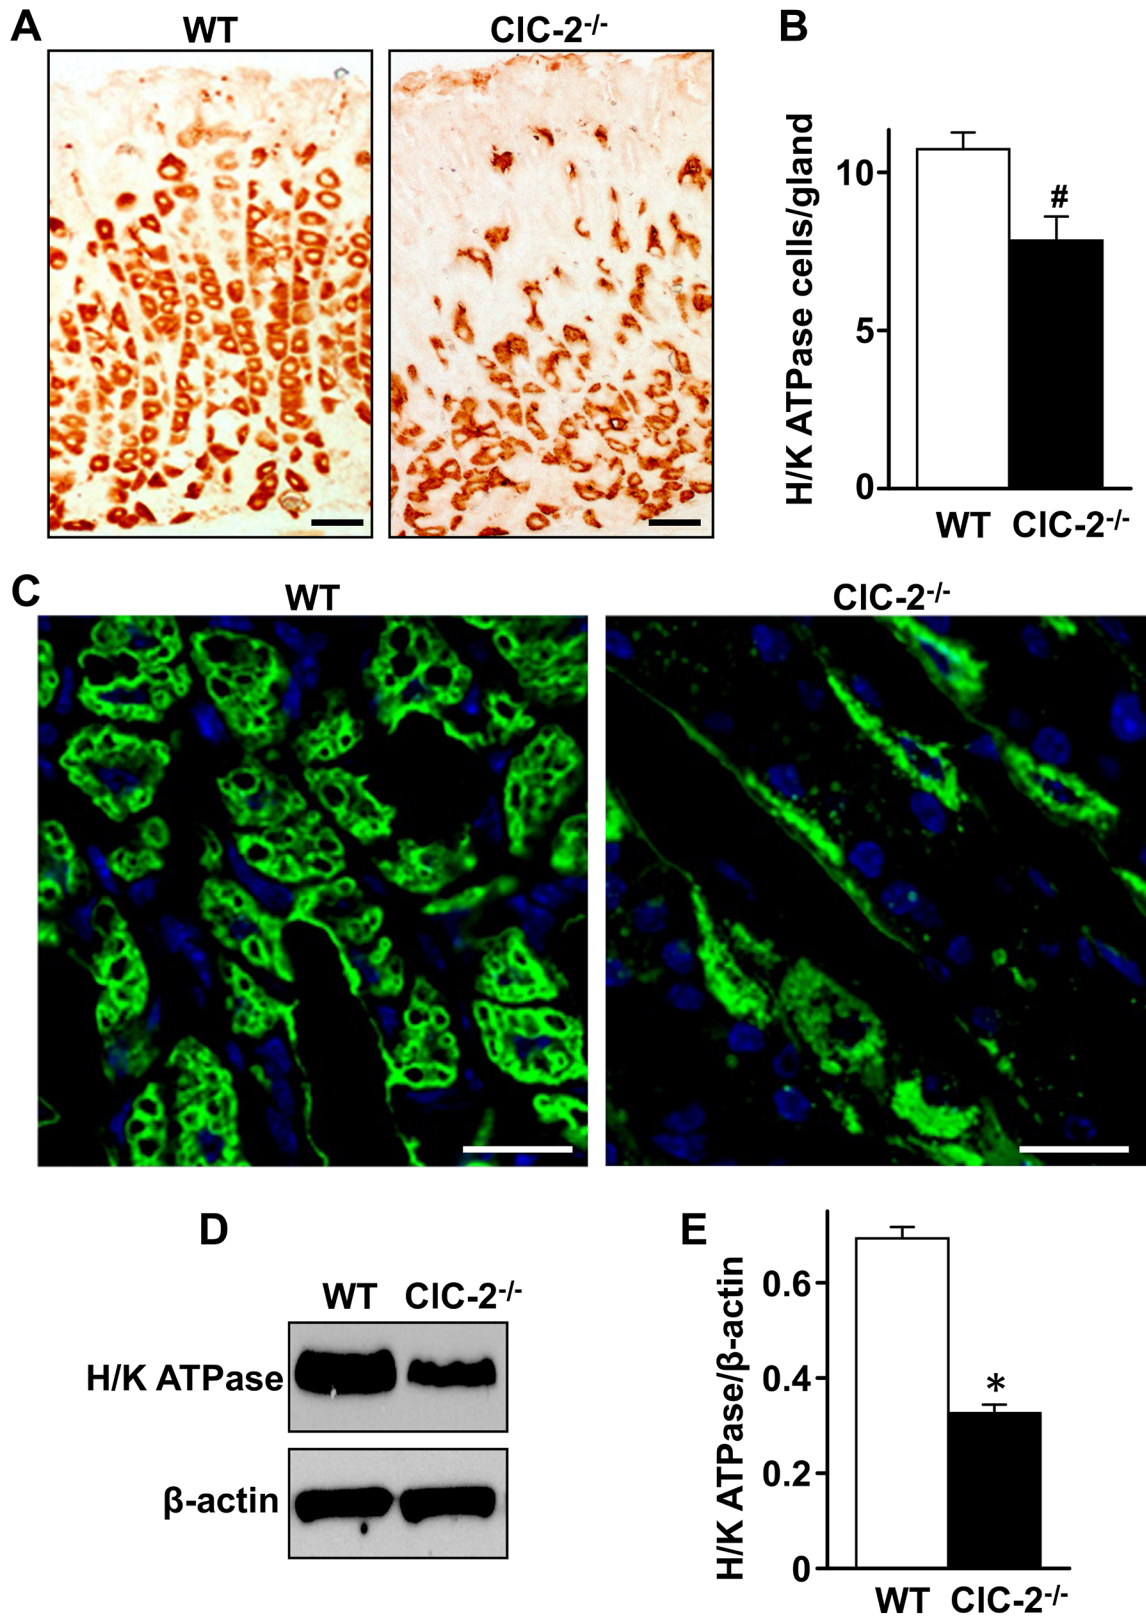 A
WT
ClC-2-/-
B
H/K ATPase cells/gland
10
5
0
#
WT
ClC-2-/-
C
WT
ClC-2-/-
D
WT
ClC-2-/-
H/K ATPase
β-actin
E
H/K ATPase/β-actin
0.6
0.4
0.2
0
*
WT
ClC-2-/-